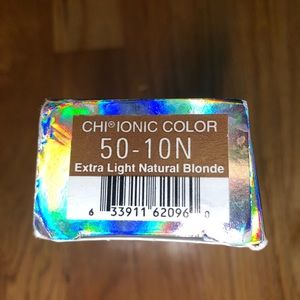 CHI® IONIC COLOR
50-10N
Extra Light Natural Blonde
6 33911 62096 0